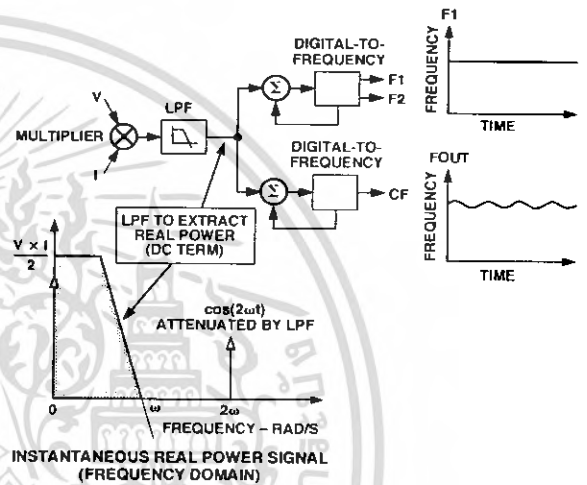 DIGITAL-TO-
FREQUENCY
F1
F2
V
LPF
MULTIPLIER
I
Σ
DIGITAL-TO-
FREQUENCY
Σ
CF
F1
FREQUENCY
TIME
FOUT
FREQUENCY
TIME
LPF TO EXTRACT
REAL POWER
(DC TERM)
V × I
2
cos(2ωt)
ATTENUATED BY LPF
0
ω
2ω
FREQUENCY – RAD/S
INSTANTANEOUS REAL POWER SIGNAL
(FREQUENCY DOMAIN)